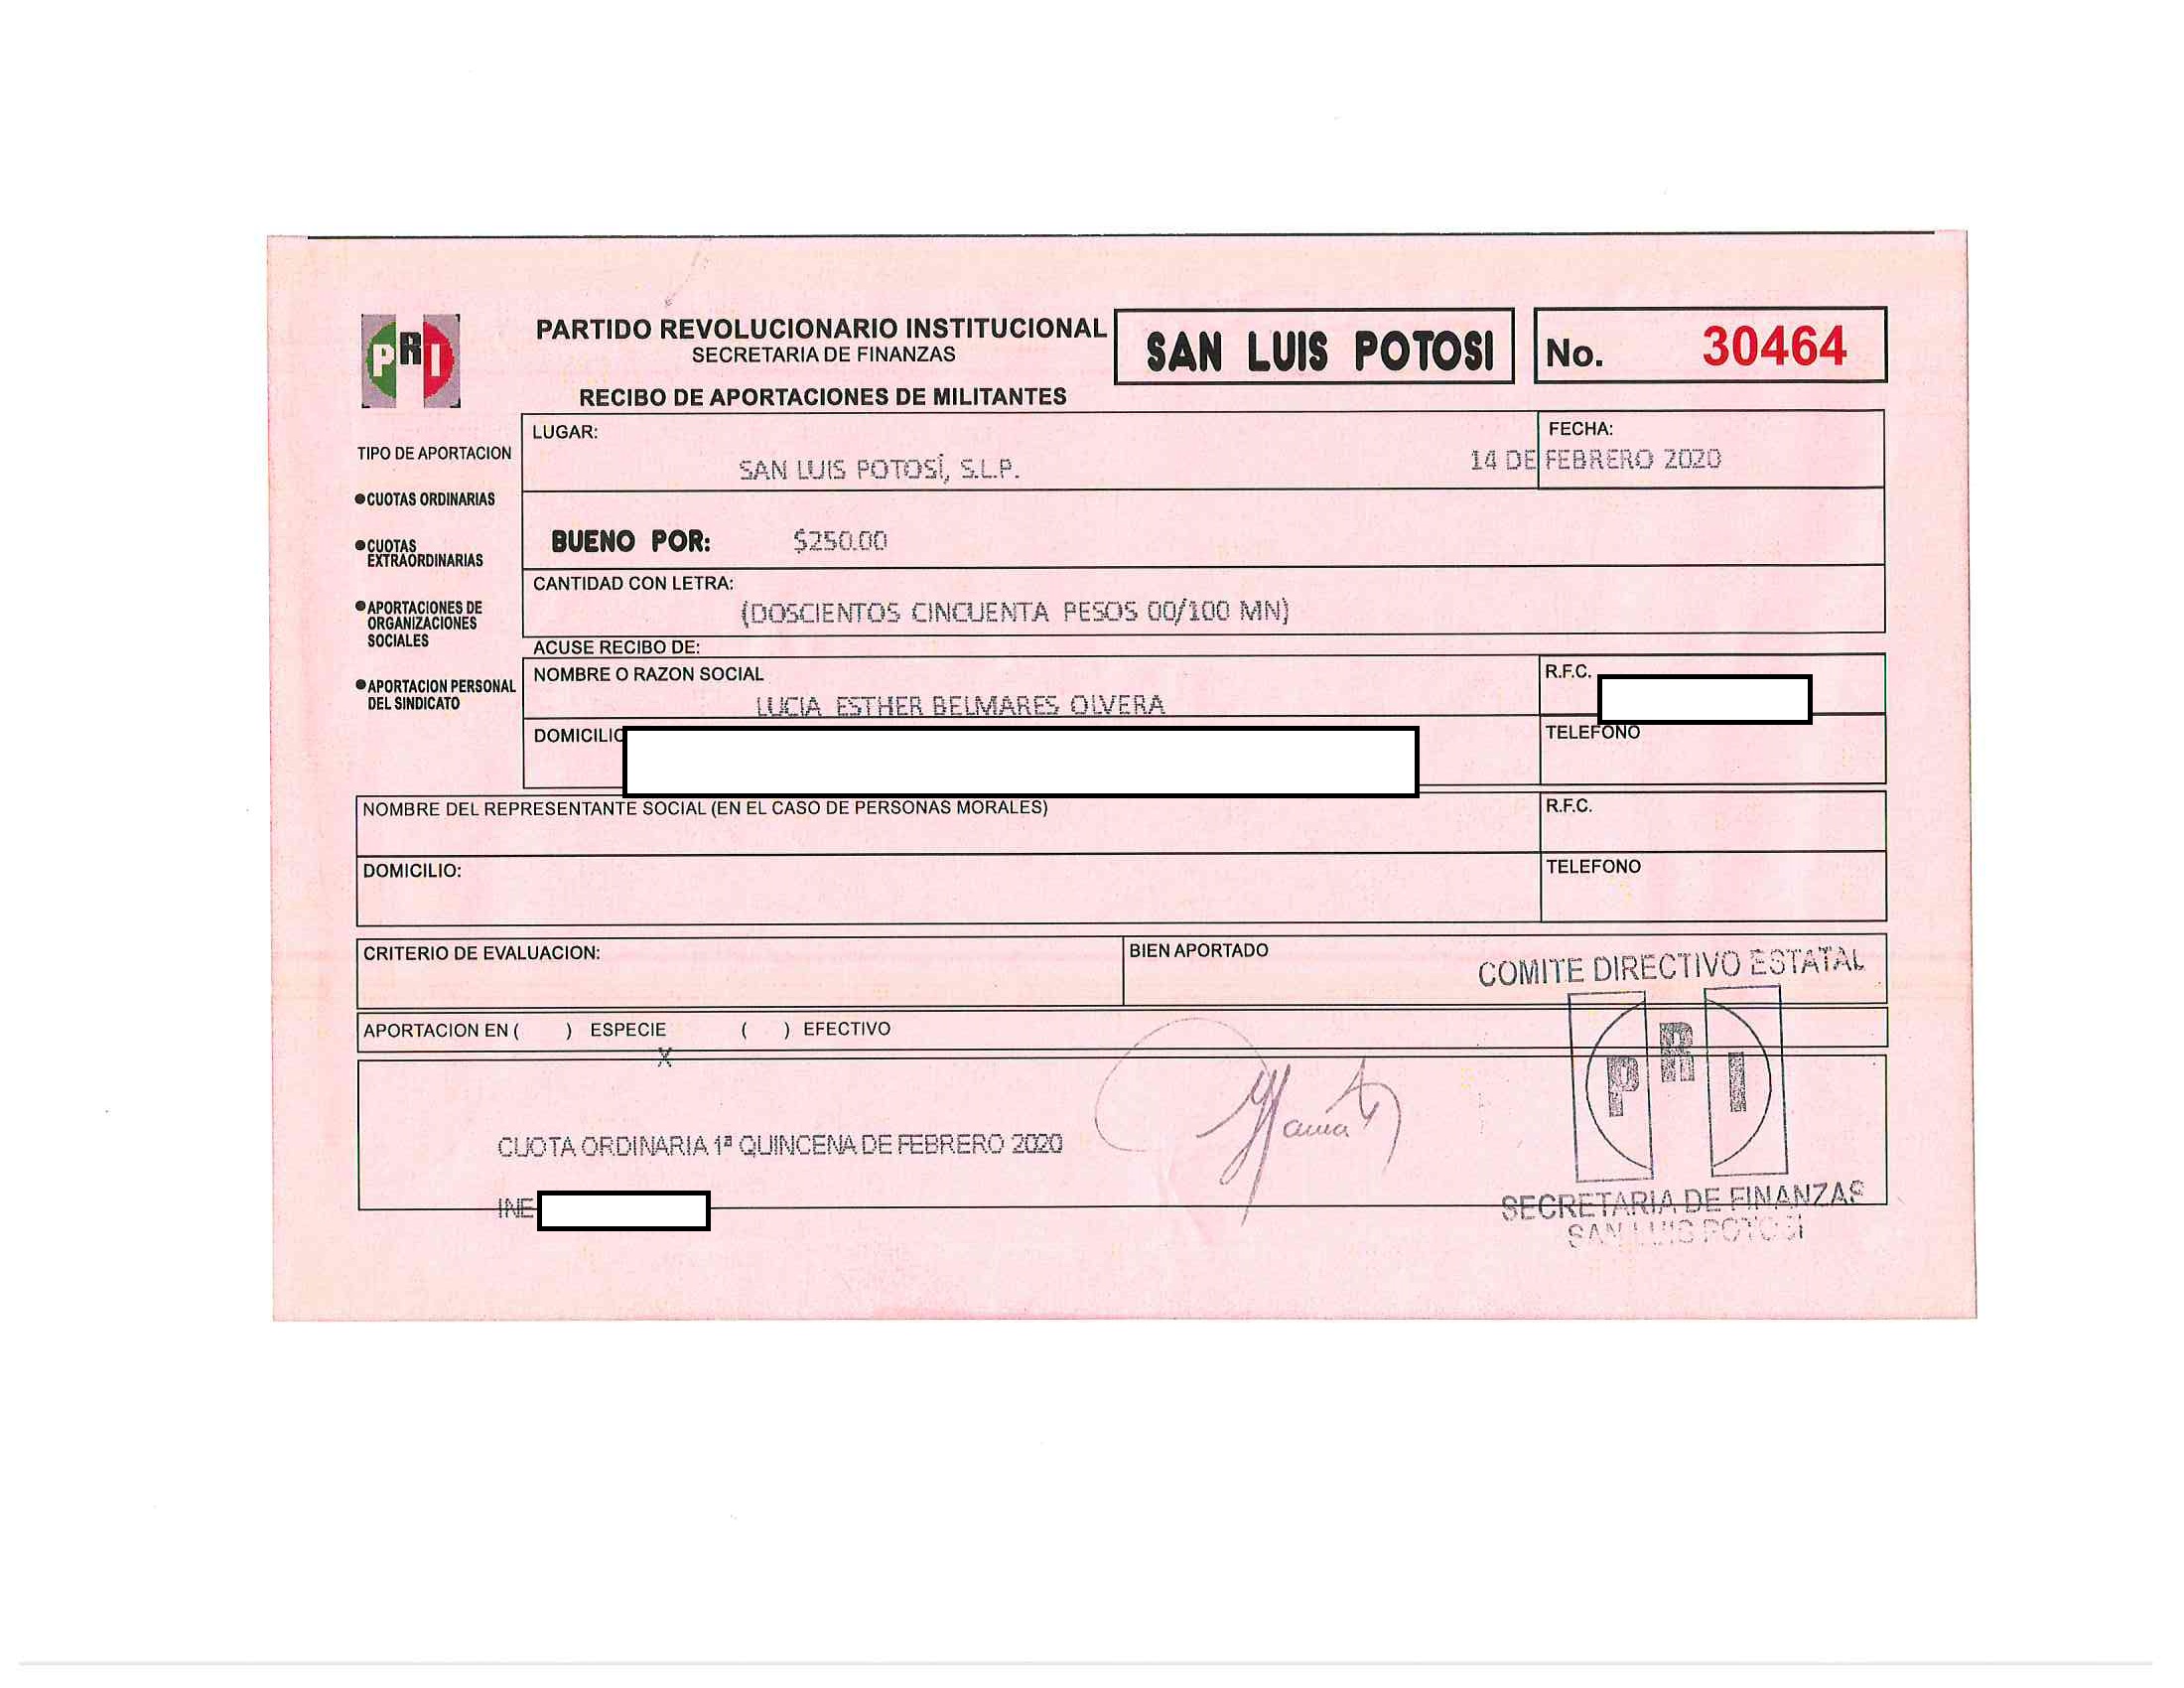 PRI
PARTIDO REVOLUCIONARIO INSTITUCIONAL
SECRETARIA DE FINANZAS
RECIBO DE APORTACIONES DE MILITANTES
SAN LUIS POTOSI
No. 30464
TIPO DE APORTACION
●CUOTAS ORDINARIAS
●CUOTAS
EXTRAORDINARIAS
●APORTACIONES DE
ORGANIZACIONES
SOCIALES
●APORTACION PERSONAL
DEL SINDICATO
LUGAR:
SAN LUIS POTOSÍ, S.L.P.
FECHA:
14 DE FEBRERO 2020
BUENO POR: $250.00
CANTIDAD CON LETRA:
(DOSCIENTOS CINCUENTA PESOS 00/100 MN)
ACUSE RECIBO DE:
NOMBRE O RAZON SOCIAL
LUCIA ESTHER BELMARES OLVERA
R.F.C.
DOMICILIO
TELEFONO
NOMBRE DEL REPRESENTANTE SOCIAL (EN EL CASO DE PERSONAS MORALES)
R.F.C.
DOMICILIO:
TELEFONO
CRITERIO DE EVALUACION:
BIEN APORTADO
APORTACION EN ( ) ESPECIE ( ) EFECTIVO
X
CUOTA ORDINARIA 1ª QUINCENA DE FEBRERO 2020
INE
COMITE DIRECTIVO ESTATAL
PRI
SECRETARIA DE FINANZAS
SAN LUIS POTOSI